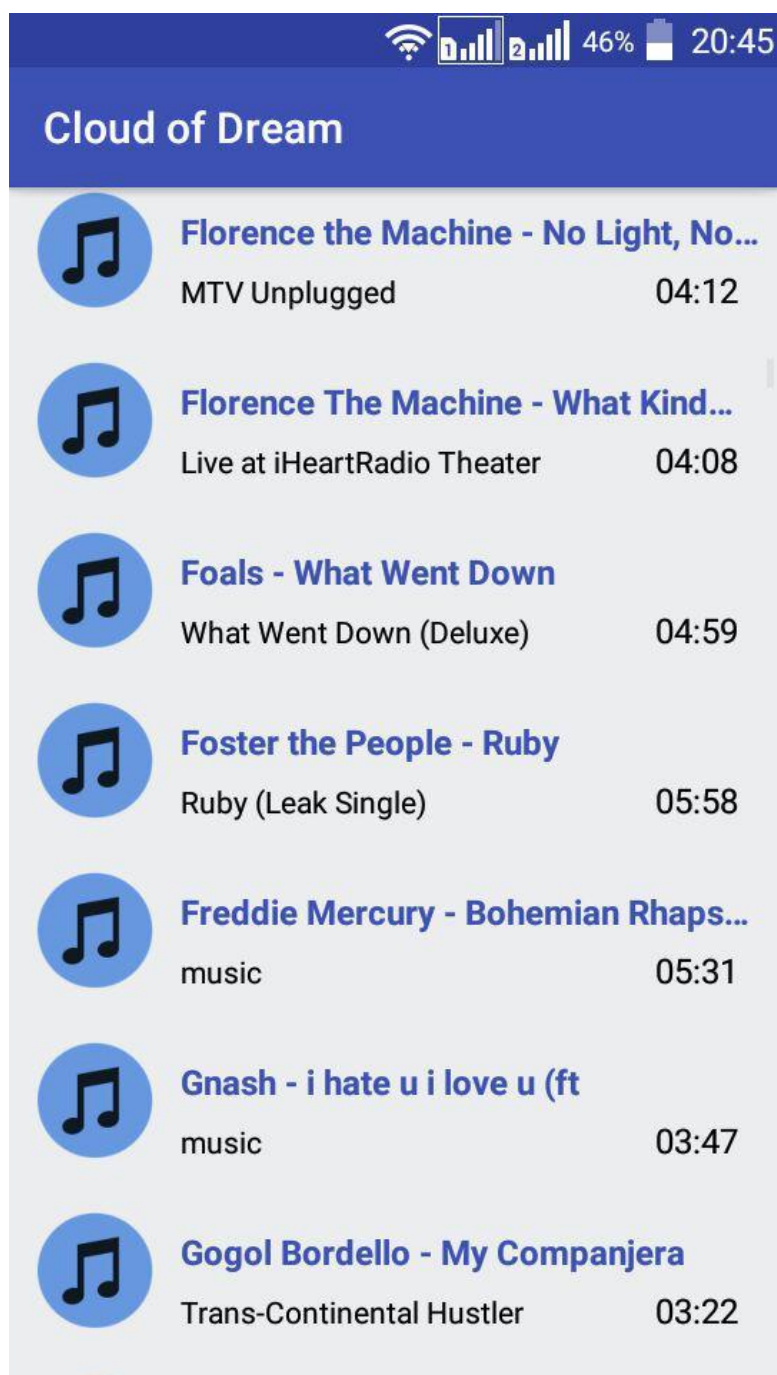 1 2 46% 20:45
Cloud of Dream
Florence the Machine - No Light, No...
MTV Unplugged 04:12
Florence The Machine - What Kind...
Live at iHeartRadio Theater 04:08
Foals - What Went Down
What Went Down (Deluxe) 04:59
Foster the People - Ruby
Ruby (Leak Single) 05:58
Freddie Mercury - Bohemian Rhaps...
music 05:31
Gnash - i hate u i love u (ft
music 03:47
Gogol Bordello - My Companjera
Trans-Continental Hustler 03:22